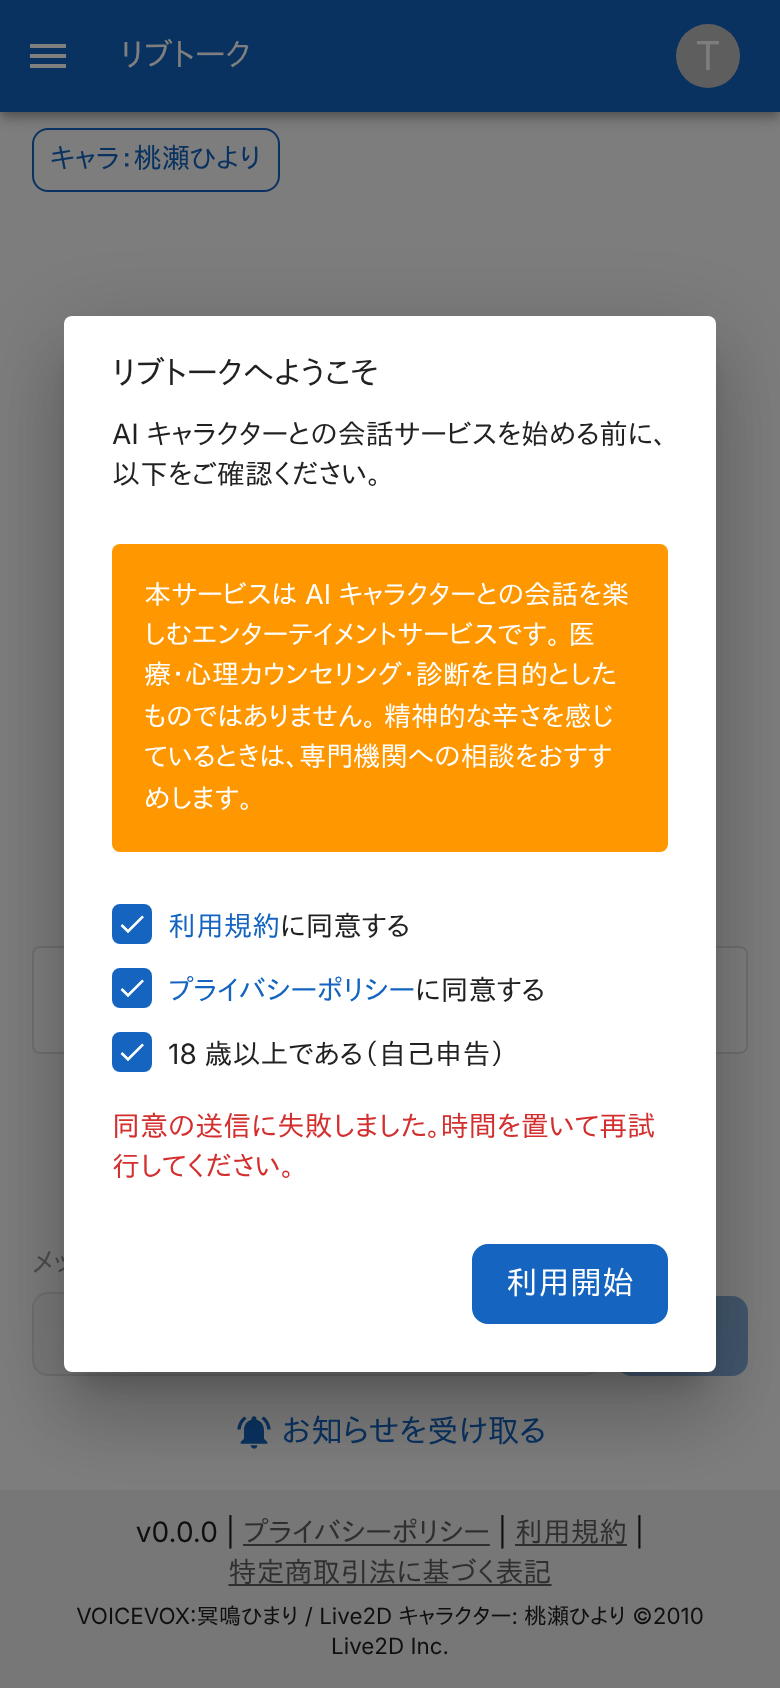 リブトーク
T
キャラ：桃瀬ひより
リブトークへようこそ
AI キャラクターとの会話サービスを始める前に、
以下をご確認ください。
本サービスは AI キャラクターとの会話を楽
しむエンターテイメントサービスです。医
療・心理カウンセリング・診断を目的とした
ものではありません。精神的な辛さを感じ
ているときは、専門機関への相談をおすす
めします。
利用規約に同意する
プライバシーポリシーに同意する
18 歳以上である（自己申告）
同意の送信に失敗しました。時間を置いて再試
行してください。
利用開始
お知らせを受け取る
v0.0.0 | プライバシーポリシー | 利用規約 |
特定商取引法に基づく表記
VOICEVOX:冥鳴ひまり / Live2D キャラクター: 桃瀬ひより ©2010
Live2D Inc.